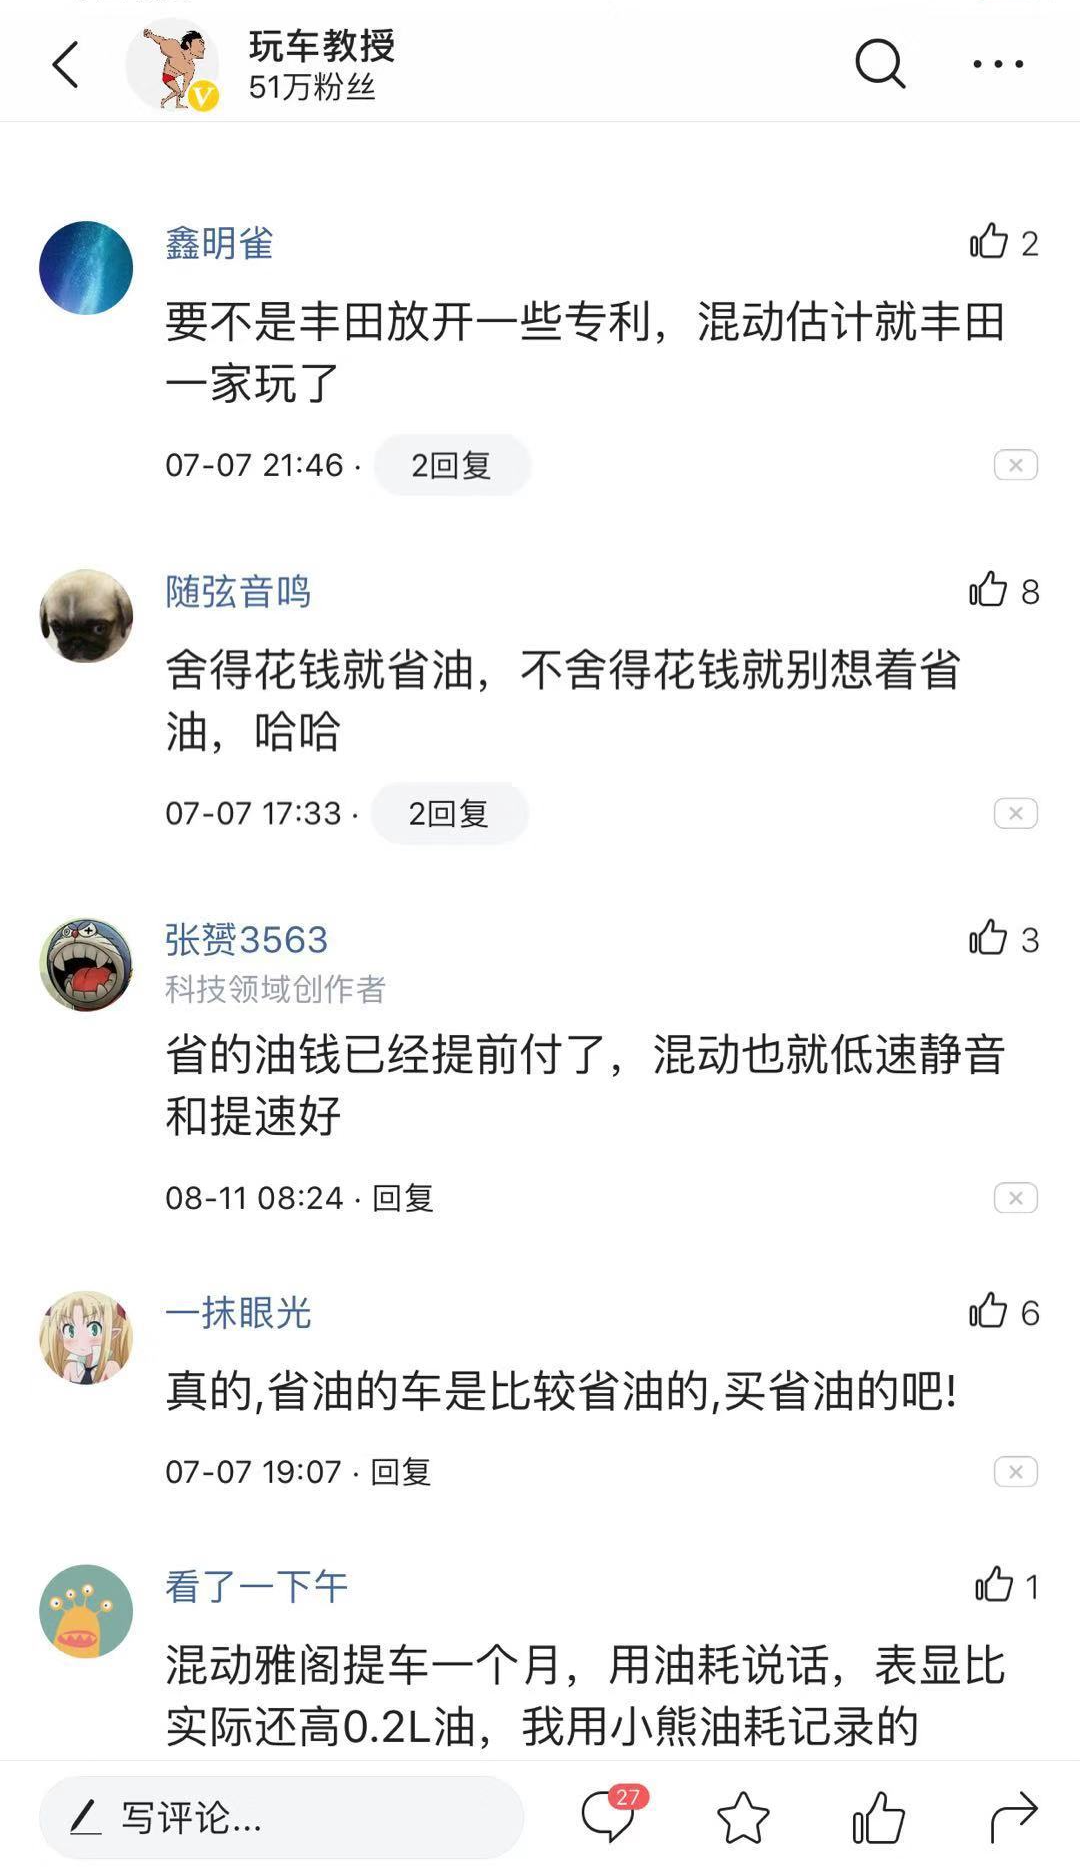 玩车教授
51万粉丝
鑫明雀
2
要不是丰田放开一些专利，混动估计就丰田
一家玩了
07-07 21:46 · 2回复
随弦音鸣
8
舍得花钱就省油，不舍得花钱就别想着省
油，哈哈
07-07 17:33 · 2回复
张赟3563
3
科技领域创作者
省的油钱已经提前付了，混动也就低速静音
和提速好
08-11 08:24 · 回复
一抹眼光
6
真的,省油的车是比较省油的,买省油的吧!
07-07 19:07 · 回复
看了一下午
1
混动雅阁提车一个月，用油耗说话，表显比
实际还高0.2L油，我用小熊油耗记录的
写评论...
27